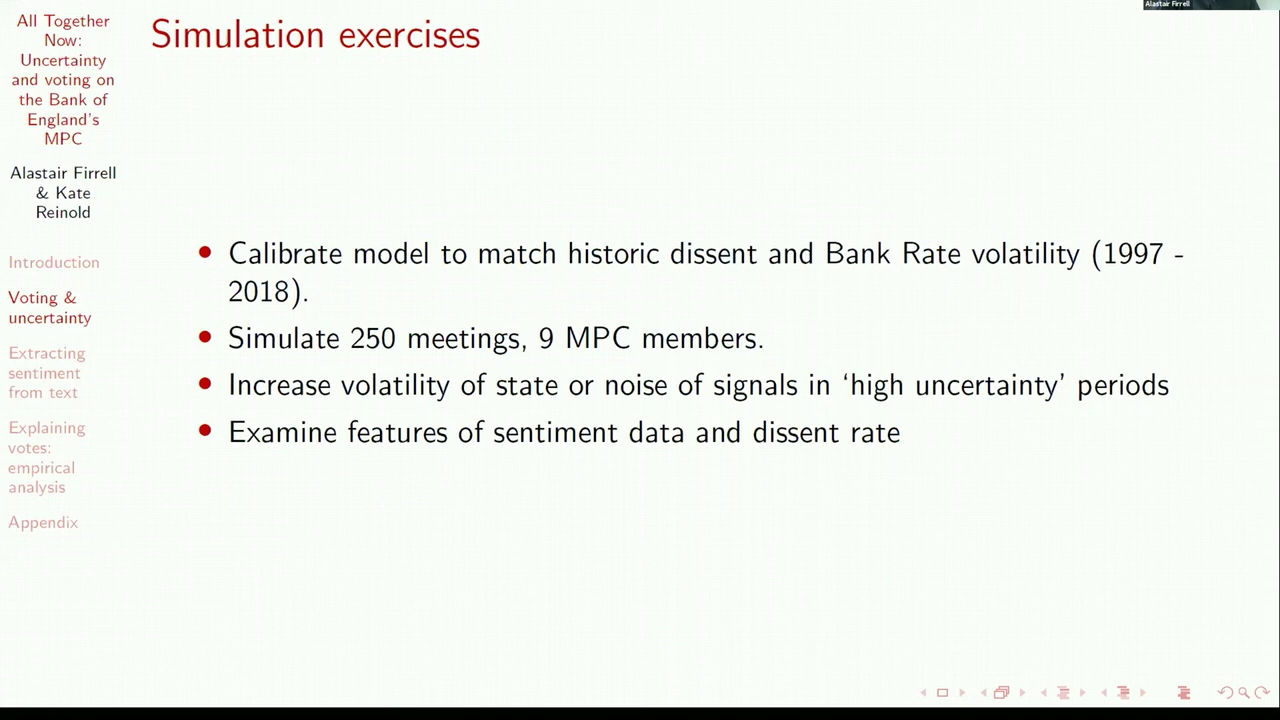 Alastair Firrell
All Together
Now:
Uncertainty
and voting on
the Bank of
England's
MPC
Alastair Firrell
& Kate
Reinold
Introduction
Voting &
uncertainty
Extracting
sentiment
from text
Explaining
votes:
empirical
analysis
Appendix
Simulation exercises
• Calibrate model to match historic dissent and Bank Rate volatility (1997 -
2018).
• Simulate 250 meetings, 9 MPC members.
• Increase volatility of state or noise of signals in ‘high uncertainty’ periods
• Examine features of sentiment data and dissent rate